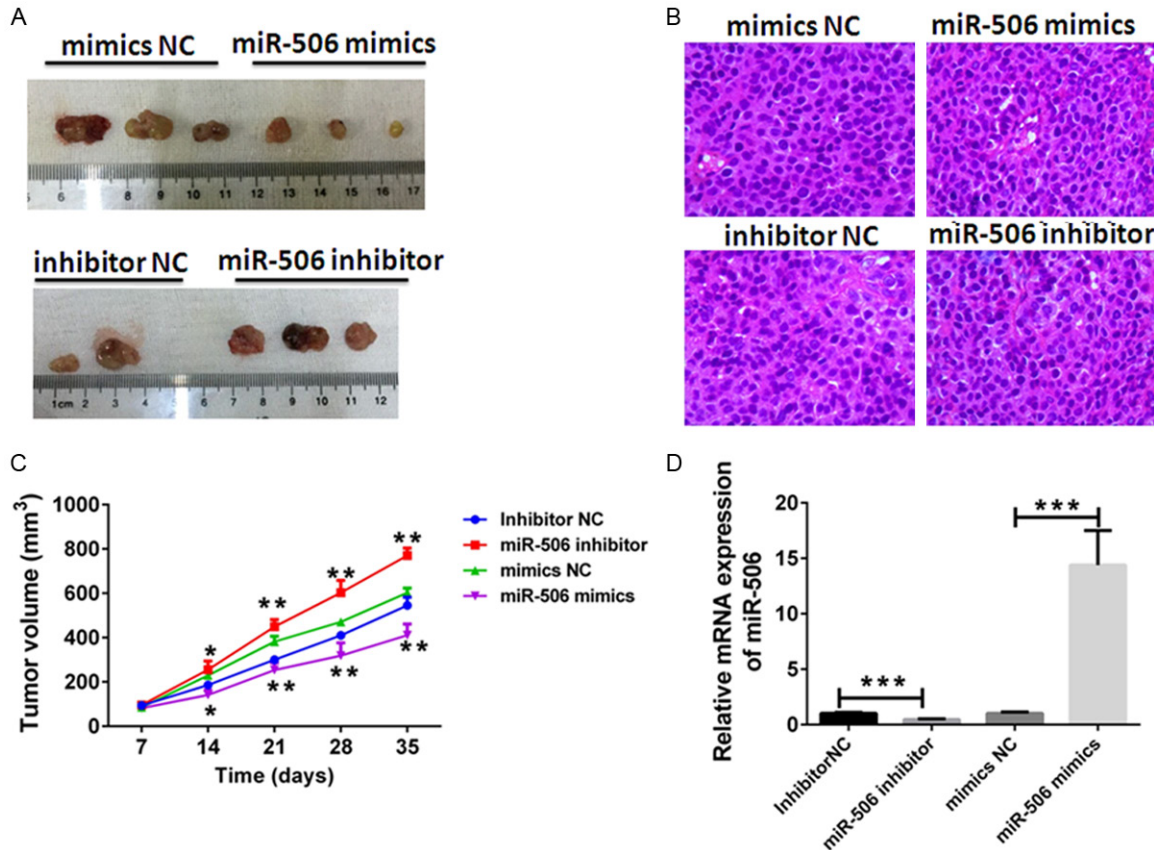 A
mimics NC miR-506 mimics
6 8 9 10 11 12 13 15 16 17
inhibitor NC miR-506 inhibitor
1cm 2 3 4 6 7 9 10 11 12
B
mimics NC miR-506 mimics
inhibitor NC miR-506 inhibitor
C
Tumor volume (mm3)
1000
800
600
400
200
0
7 14 21 28 35
Time (days)
* ** ** **
* ** ** **
Inhibitor NC
miR-506 inhibitor
mimics NC
miR-506 mimics
D
Relative mRNA expression
of miR-506
20
15
10
5
0
***
***
InhibitorNC
miR-506 inhibitor
mimics NC
miR-506 mimics